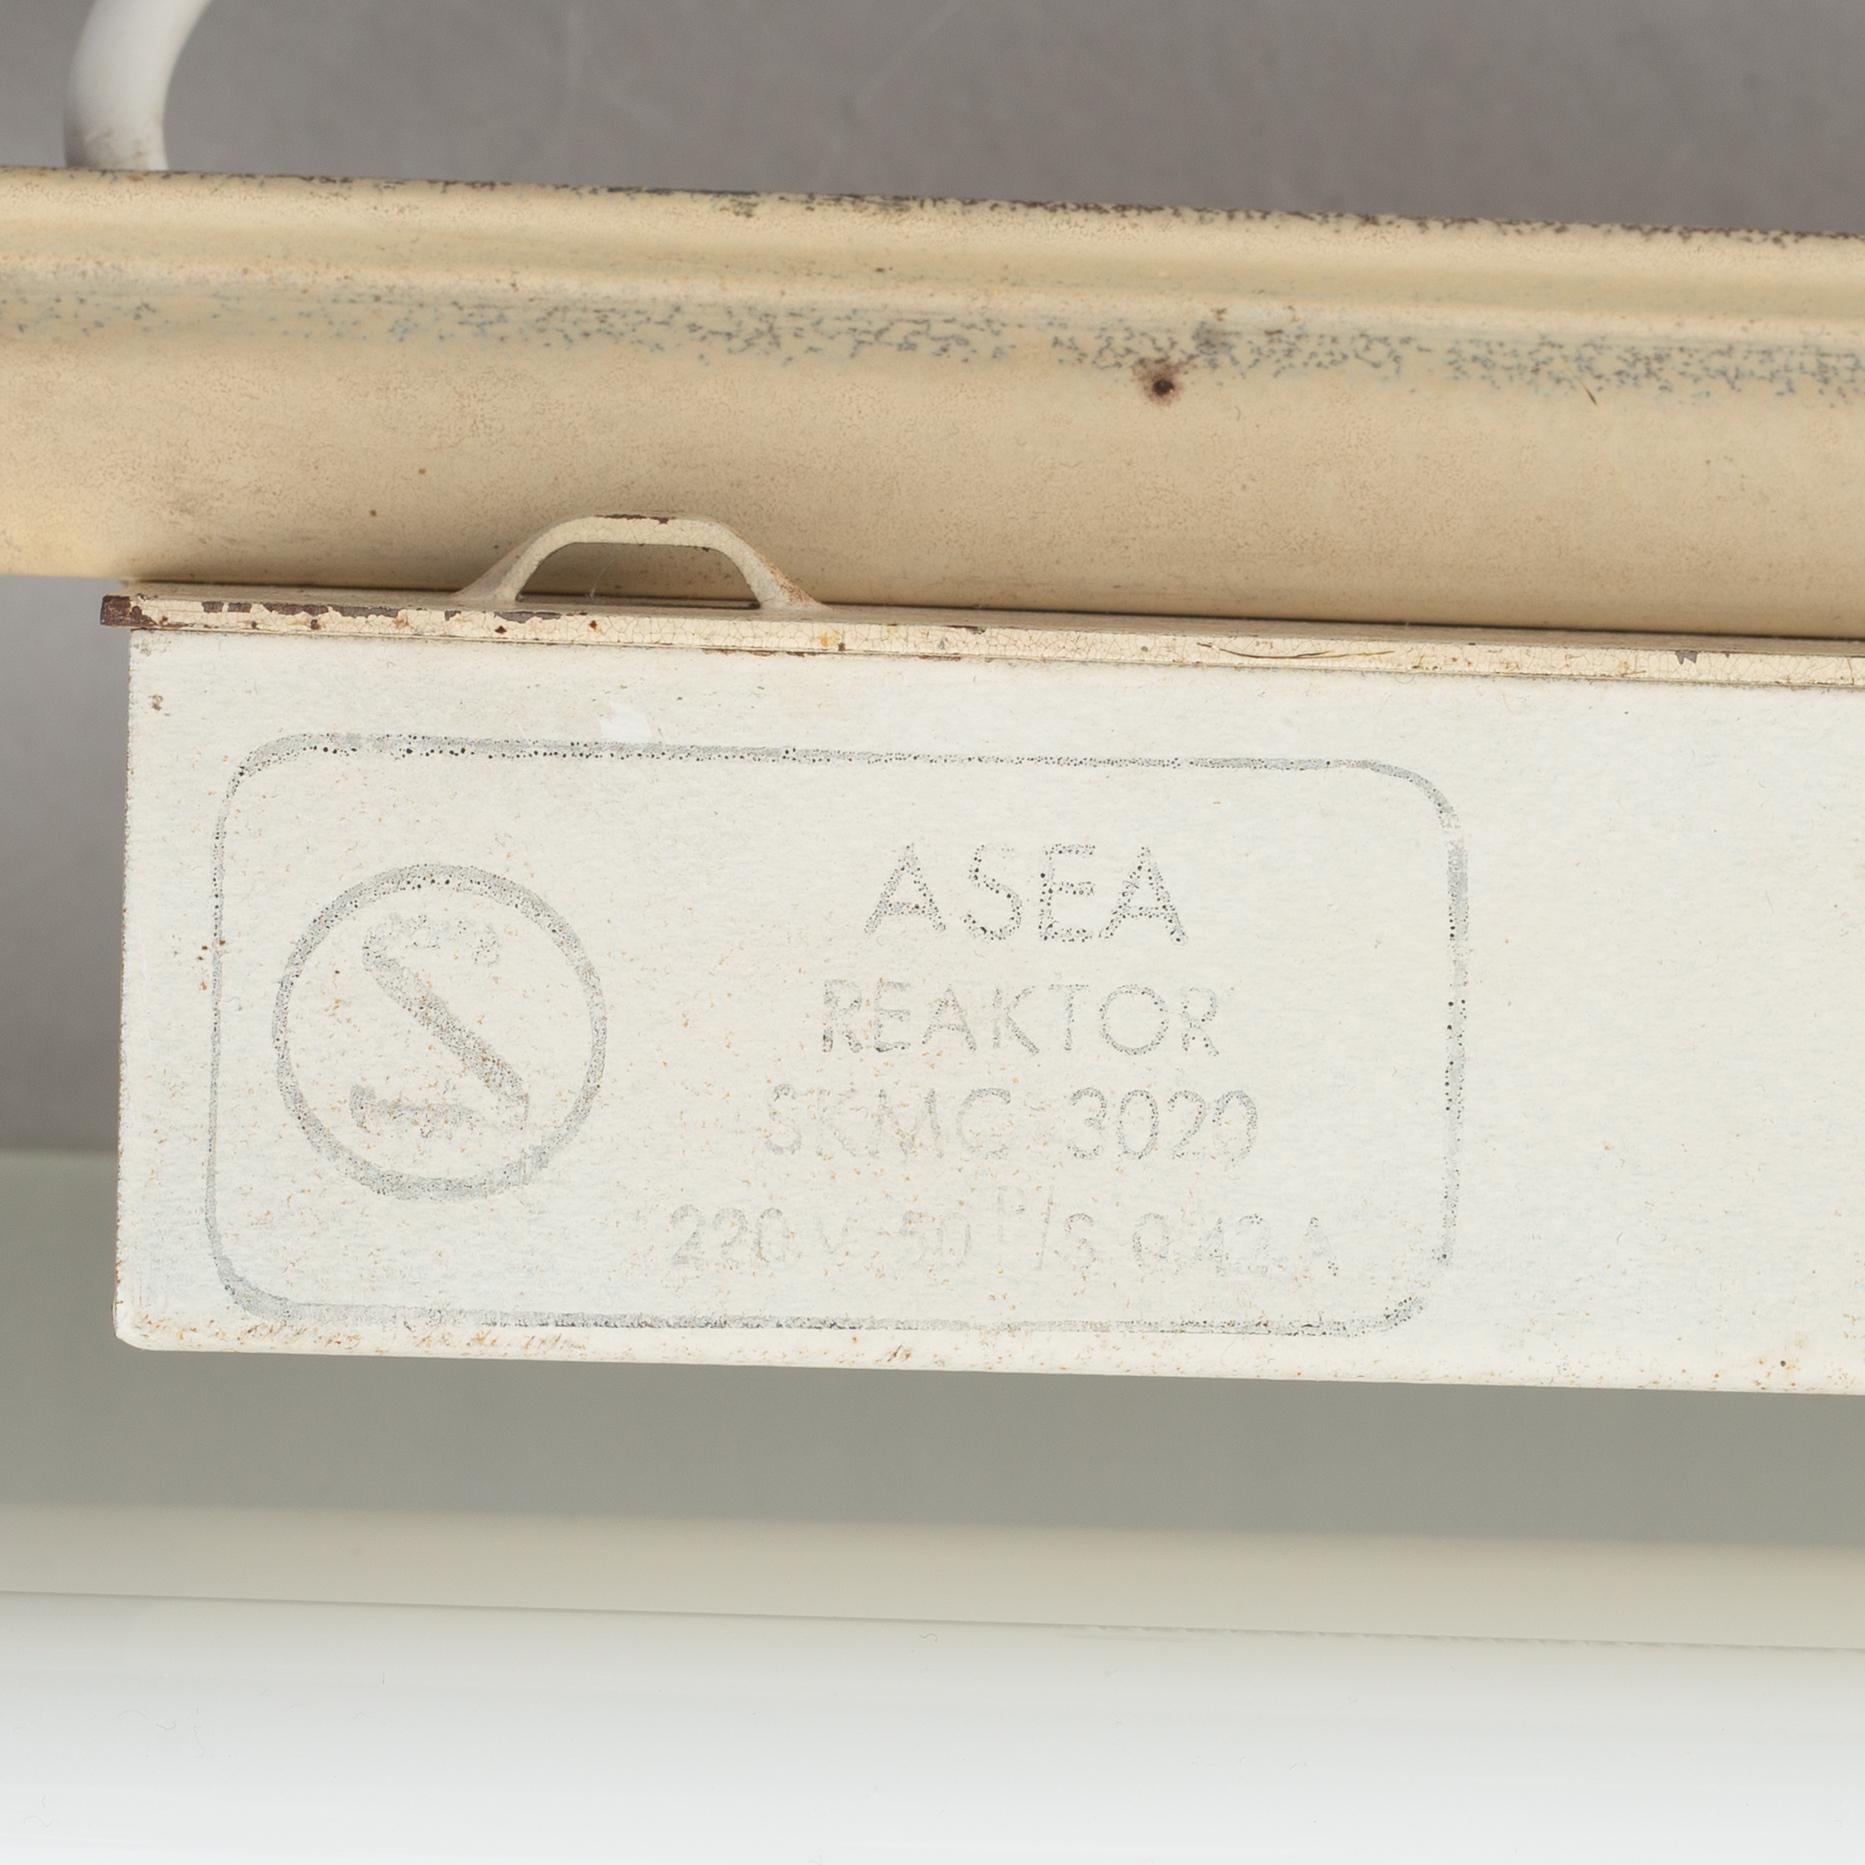 S
ASEA
REAKTOR
SKMC 3020
220 V 50 P/S 0,42 A